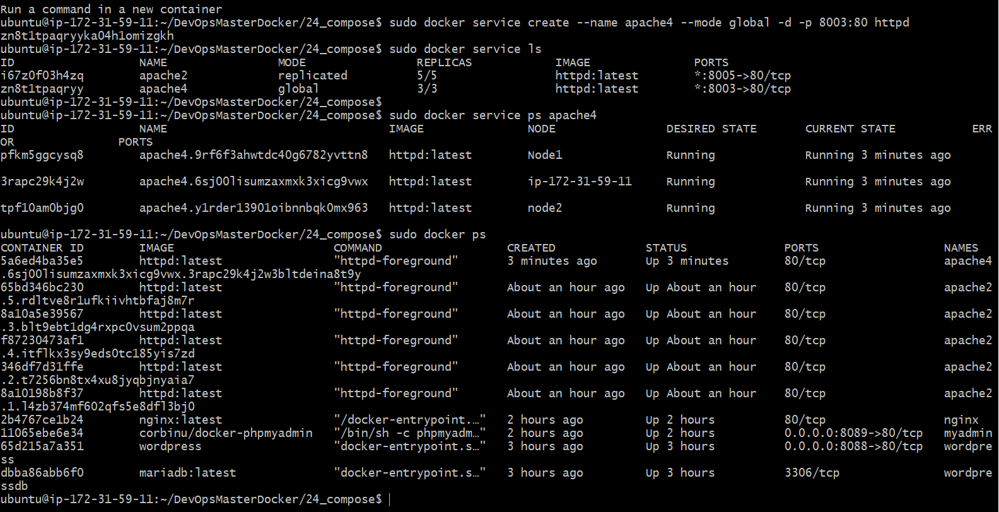 Run a command in a new container
ubuntu@ip-172-31-59-11:~/DevOpsMasterDocker/24_compose$ sudo docker service create --name apache4 --mode global -d -p 8003:80 httpd
zn8t1tpaqryyka04h1omizgkh
ubuntu@ip-172-31-59-11:~/DevOpsMasterDocker/24_compose$ sudo docker service ls
ID                  NAME                MODE                REPLICAS            IMAGE               PORTS
i67z0f03h4zq        apache2             replicated          5/5                 httpd:latest        *:8005->80/tcp
zn8t1tpaqryy        apache4             global              3/3                 httpd:latest        *:8003->80/tcp
ubuntu@ip-172-31-59-11:~/DevOpsMasterDocker/24_compose$
ubuntu@ip-172-31-59-11:~/DevOpsMasterDocker/24_compose$ sudo docker service ps apache4
ID                  NAME                                IMAGE               NODE                DESIRED STATE       CURRENT STATE           ERR
OR               PORTS
pfkm5ggcysq8        apache4.9rf6f3ahwtdc40g6782yvttn8   httpd:latest        Node1               Running             Running 3 minutes ago
3rapc29k4j2w        apache4.6sj00lisumzaxmxk3xicg9vwx   httpd:latest        ip-172-31-59-11     Running             Running 3 minutes ago
tpf10am0bjg0        apache4.y1rder13901oibnnbqk0mx963   httpd:latest        node2               Running             Running 3 minutes ago
ubuntu@ip-172-31-59-11:~/DevOpsMasterDocker/24_compose$ sudo docker ps
CONTAINER ID        IMAGE                       COMMAND                  CREATED             STATUS              PORTS                  NAMES
5a6ed4ba35e5        httpd:latest                "httpd-foreground"       3 minutes ago       Up 3 minutes        80/tcp                 apache4
.6sj00lisumzaxmxk3xicg9vwx.3rapc29k4j2w3bltdeina8t9y
65bd346bc230        httpd:latest                "httpd-foreground"       About an hour ago   Up About an hour    80/tcp                 apache2
.5.rdltve8r1ufkiivhtbfaj8m7r
8a10a5e39567        httpd:latest                "httpd-foreground"       About an hour ago   Up About an hour    80/tcp                 apache2
.3.blt9ebt1dg4rxpc0vsum2ppqa
f87230473af1        httpd:latest                "httpd-foreground"       About an hour ago   Up About an hour    80/tcp                 apache2
.4.itflkx3sy9eds0tc185yis7zd
346df7d31ffe        httpd:latest                "httpd-foreground"       About an hour ago   Up About an hour    80/tcp                 apache2
.2.t7256bn8tx4xu8jyqbjnyaia7
8a10198b8f37        httpd:latest                "httpd-foreground"       About an hour ago   Up About an hour    80/tcp                 apache2
.1.l4zb374mf602qfs5e8dfl3bj0
2b4767ce1b24        nginx:latest                "/docker-entrypoint.…"   2 hours ago         Up 2 hours          80/tcp                 nginx
11065ebe6e34        corbinu/docker-phpmyadmin   "/bin/sh -c phpmyadm…"   2 hours ago         Up 2 hours          0.0.0.0:8089->80/tcp   myadmin
65d215a7a351        wordpress                   "docker-entrypoint.s…"   3 hours ago         Up 3 hours          0.0.0.0:8088->80/tcp   wordpre
ss
dbba86abb6f0        mariadb:latest              "docker-entrypoint.s…"   3 hours ago         Up 3 hours          3306/tcp               wordpre
ssdb
ubuntu@ip-172-31-59-11:~/DevOpsMasterDocker/24_compose$